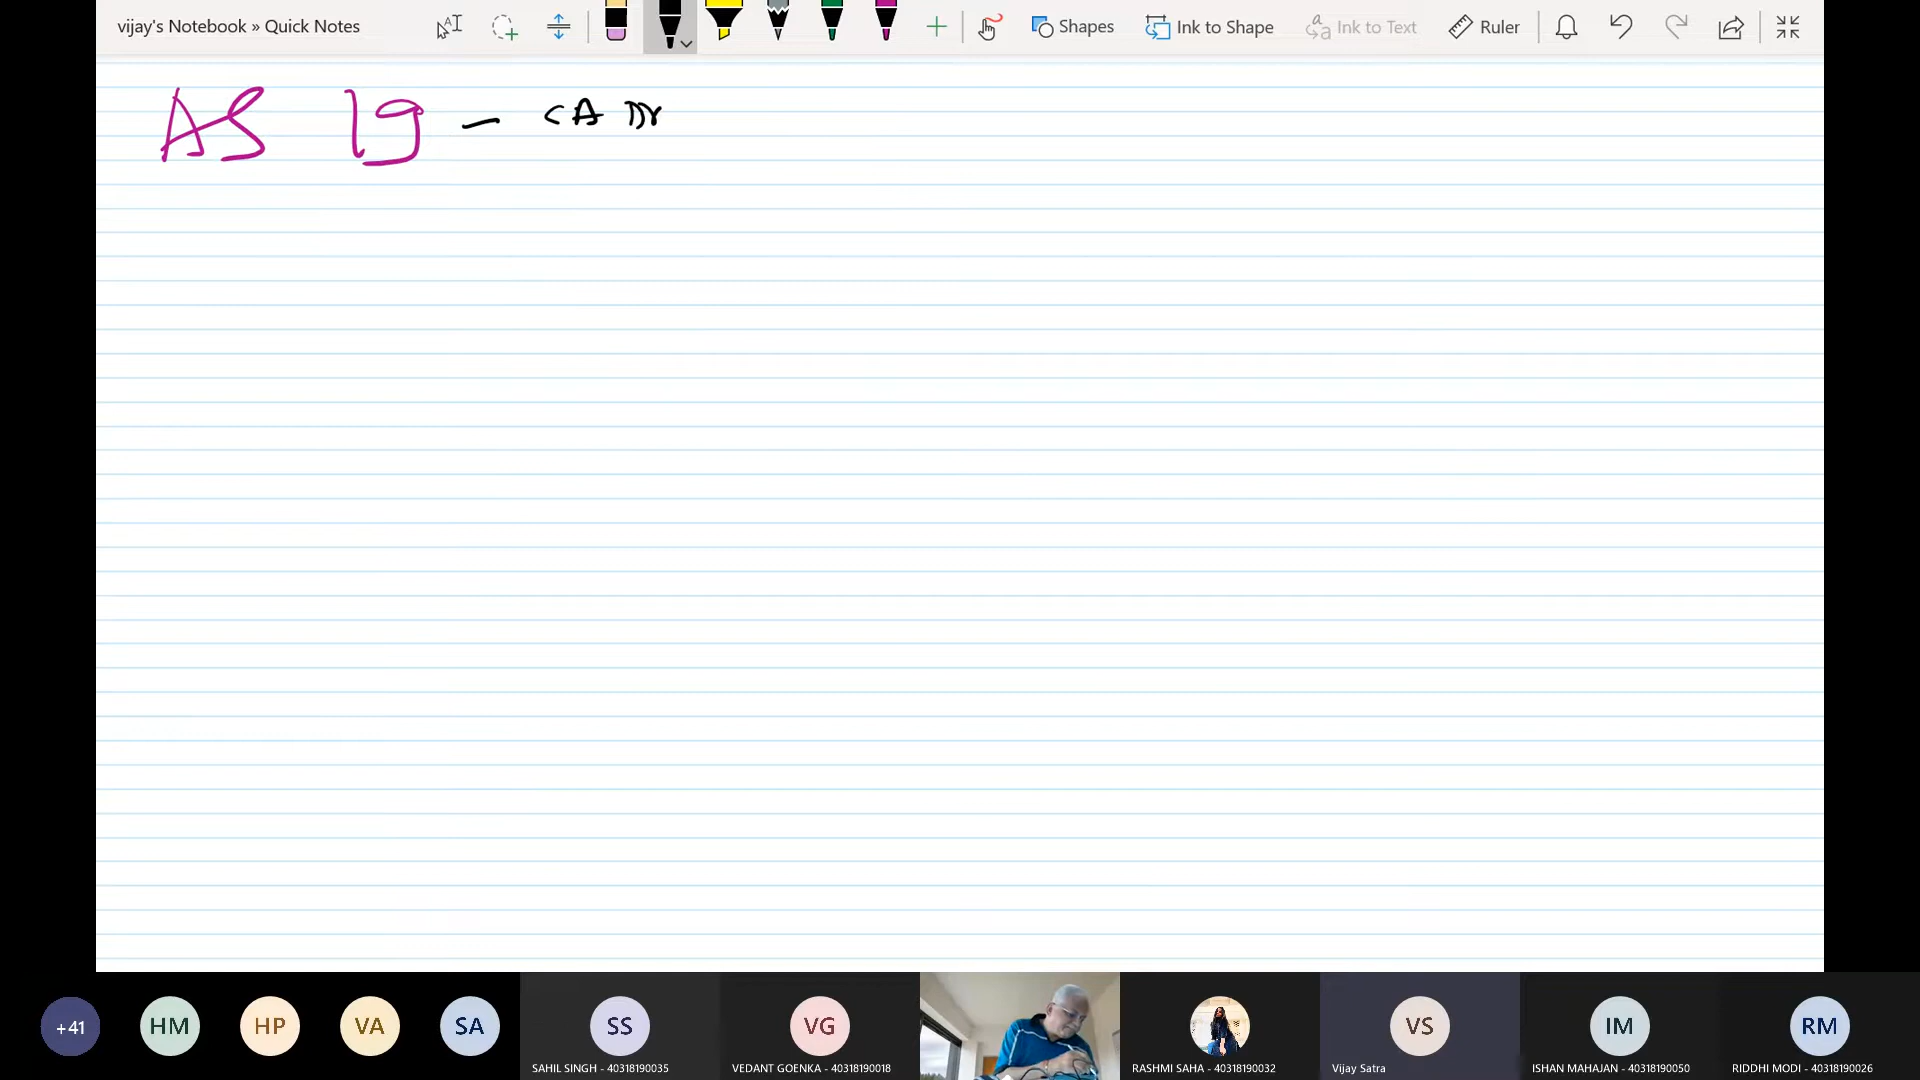 vijay's Notebook » Quick Notes Shapes Ink to Shape Ink to Text Ruler
AS 19 - CA
+41 HM HP VA SA SS VG VS IM RM
SAHIL SINGH - 40318190035 VEDANT GOENKA - 40318190018 RASHMI SAHA - 40318190032 Vijay Satra ISHAN MAHAJAN - 40318190050 RIDDHI MODI - 40318190026